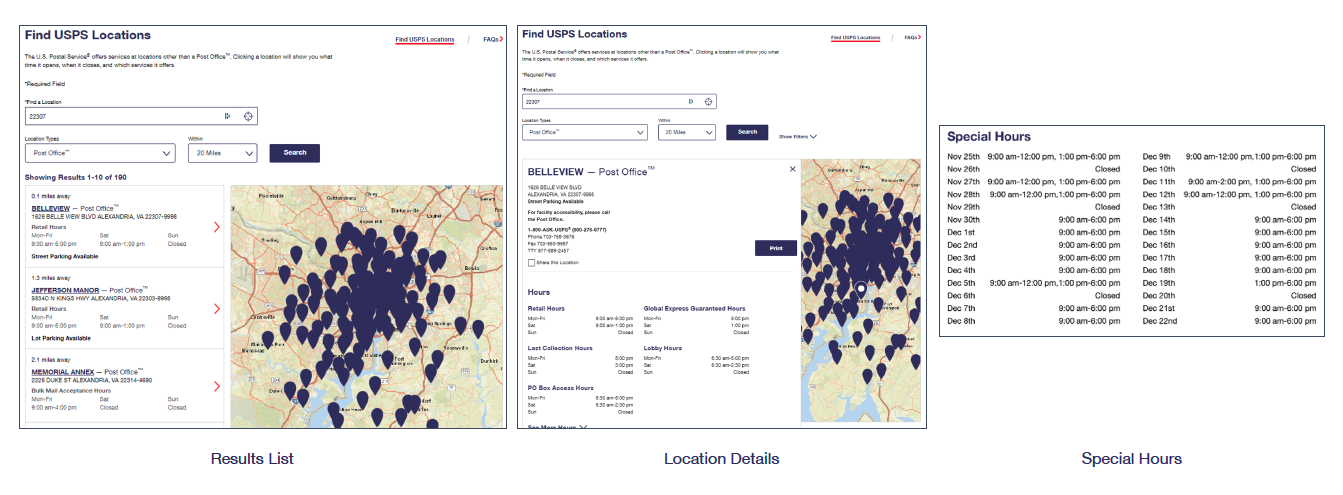 Find USPS Locations
Find USPS Locations / FAQs
The U.S. Postal Service® offers services at locations other than a Post Office™. Clicking a location will show you what
time it opens, when it closes, and which services it offers.
*Required Field
*Find a Location
22307
Location Types
Within
Post Office™
20 Miles
Search
Showing Results 1-10 of 190
0.1 miles away
BELLEVIEW — Post Office™
1626 BELLE VIEW BLVD ALEXANDRIA, VA 22307-9998
Retail Hours
Mon-Fri Sat Sun
9:00 am-5:00 pm 9:00 am-1:00 pm Closed
Street Parking Available
1.3 miles away
JEFFERSON MANOR — Post Office™
5834C N KINGS HWY ALEXANDRIA, VA 22303-9998
Retail Hours
Mon-Fri Sat Sun
9:00 am-5:00 pm 9:00 am-1:00 pm Closed
Lot Parking Available
2.1 miles away
MEMORIAL ANNEX — Post Office™
2226 DUKE ST ALEXANDRIA, VA 22314-4690
Bulk Mail Acceptance Hours
Mon-Fri Sat Sun
9:00 am-4:00 pm Closed Closed
Poolesville
Gaithersburg
Aspen Hill
Laurel
Severn
Sterling
Crofton
Bowie
Centreville
Rosaryville
Dunkirk
Results List
Find USPS Locations
Find USPS Locations / FAQs
The U.S. Postal Service® offers services at locations other than a Post Office™. Clicking a location will show you what
time it opens, when it closes, and which services it offers.
*Required Field
*Find a Location
22307
Location Types
Within
Post Office™
20 Miles
Search
Show Filters
BELLEVIEW — Post Office™
1626 BELLE VIEW BLVD
ALEXANDRIA, VA 22307-9998
Street Parking Available
For facility accessibility, please call
the Post Office.
1-800-ASK-USPS® (800-275-8777)
Phone 703-768-3678
Fax 703-660-9697
TTY 877-889-2457
Print
Share this Location
Hours
Retail Hours
Mon-Fri 9:00 am-5:00 pm
Sat 9:00 am-1:00 pm
Sun Closed
Global Express Guaranteed Hours
Mon-Fri 5:00 pm
Sat 1:00 pm
Sun Closed
Last Collection Hours
Mon-Fri 5:00 pm
Sat 3:00 pm
Sun Closed
Lobby Hours
Mon-Fri 6:30 am-5:00 pm
Sat 6:30 am-2:30 pm
Sun Closed
PO Box Access Hours
Mon-Fri 6:30 am-5:00 pm
Sat 6:30 am-2:30 pm
Sun Closed
See More Hours
Location Details
Special Hours
Nov 25th 9:00 am-12:00 pm, 1:00 pm-6:00 pm
Nov 26th Closed
Nov 27th 9:00 am-12:00 pm, 1:00 pm-6:00 pm
Nov 28th 9:00 am-12:00 pm, 1:00 pm-6:00 pm
Nov 29th Closed
Nov 30th 9:00 am-6:00 pm
Dec 1st 9:00 am-6:00 pm
Dec 2nd 9:00 am-6:00 pm
Dec 3rd 9:00 am-6:00 pm
Dec 4th 9:00 am-6:00 pm
Dec 5th 9:00 am-12:00 pm,1:00 pm-6:00 pm
Dec 6th Closed
Dec 7th 9:00 am-6:00 pm
Dec 8th 9:00 am-6:00 pm
Dec 9th 9:00 am-12:00 pm,1:00 pm-6:00 pm
Dec 10th Closed
Dec 11th 9:00 am-2:00 pm, 1:00 pm-6:00 pm
Dec 12th 9:00 am-12:00 pm, 1:00 pm-6:00 pm
Dec 13th Closed
Dec 14th 9:00 am-6:00 pm
Dec 15th 9:00 am-6:00 pm
Dec 16th 9:00 am-6:00 pm
Dec 17th 9:00 am-6:00 pm
Dec 18th 9:00 am-6:00 pm
Dec 19th 1:00 pm-6:00 pm
Dec 20th Closed
Dec 21st 9:00 am-6:00 pm
Dec 22nd 9:00 am-6:00 pm
Special Hours